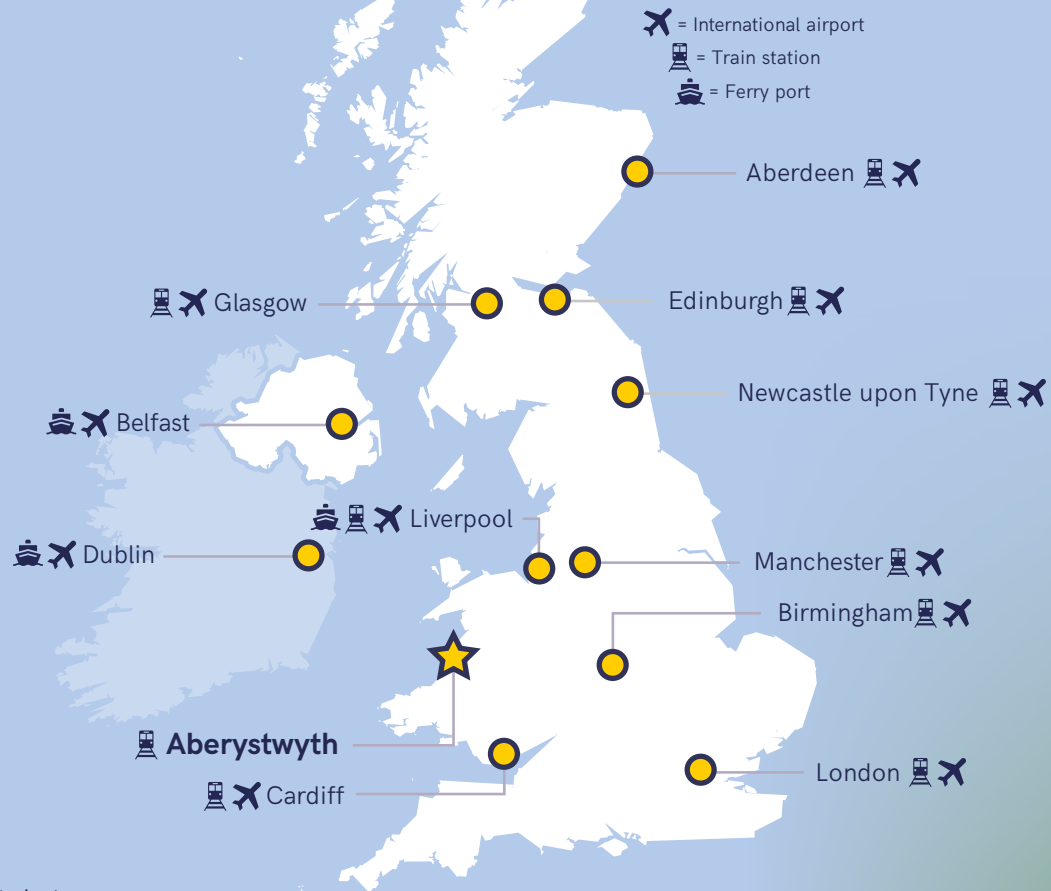 = International airport
= Train station
= Ferry port
Aberdeen
Glasgow
Edinburgh
Newcastle upon Tyne
Belfast
Liverpool
Dublin
Manchester
Birmingham
Aberystwyth
London
Cardiff